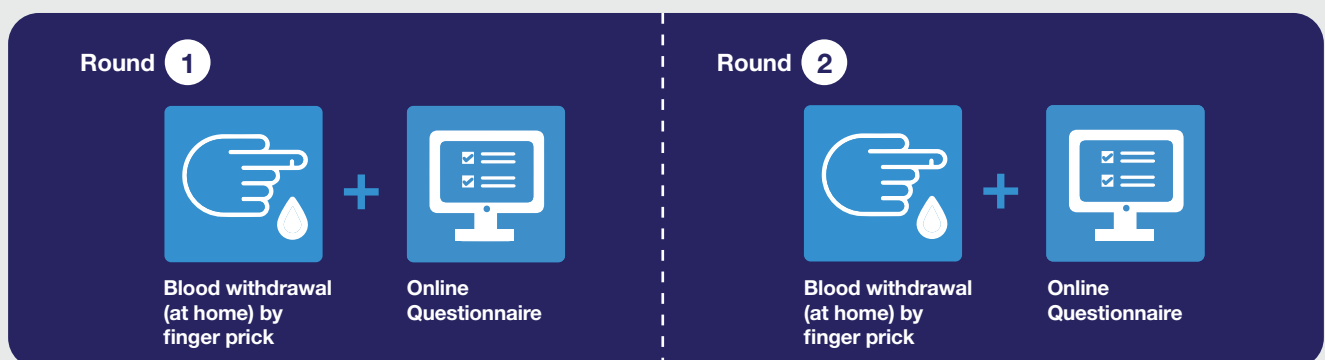 Round 1
Blood withdrawal
(at home) by
finger prick
Online
Questionnaire
Round 2
Blood withdrawal
(at home) by
finger prick
Online
Questionnaire